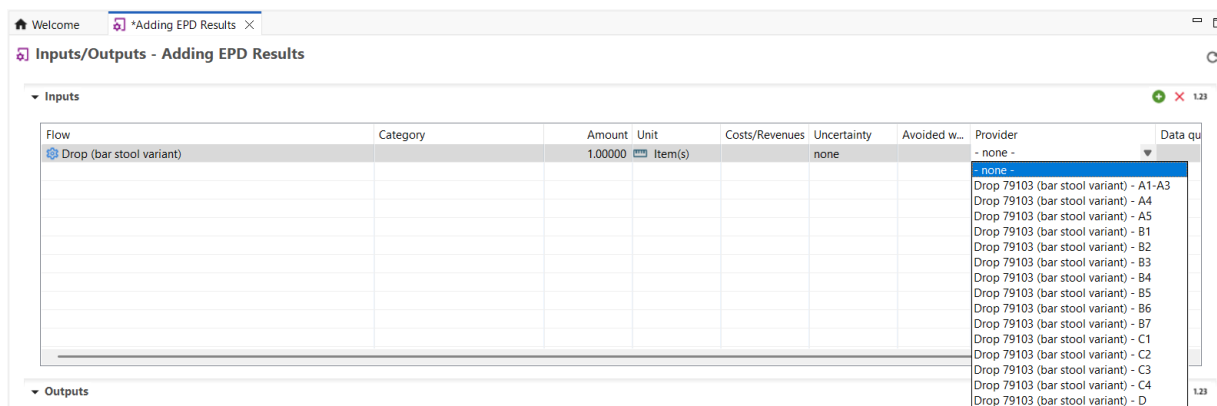 Welcome
*Adding EPD Results
Inputs/Outputs - Adding EPD Results
Inputs
1.23
Flow Category Amount Unit Costs/Revenues Uncertainty Avoided w... Provider Data qu
Drop (bar stool variant) 1.00000 Item(s) none - none -
- none -
Drop 79103 (bar stool variant) - A1-A3
Drop 79103 (bar stool variant) - A4
Drop 79103 (bar stool variant) - A5
Drop 79103 (bar stool variant) - B1
Drop 79103 (bar stool variant) - B2
Drop 79103 (bar stool variant) - B3
Drop 79103 (bar stool variant) - B4
Drop 79103 (bar stool variant) - B5
Drop 79103 (bar stool variant) - B6
Drop 79103 (bar stool variant) - B7
Drop 79103 (bar stool variant) - C1
Drop 79103 (bar stool variant) - C2
Drop 79103 (bar stool variant) - C3
Drop 79103 (bar stool variant) - C4
Outputs
1.23
Drop 79103 (bar stool variant) - D